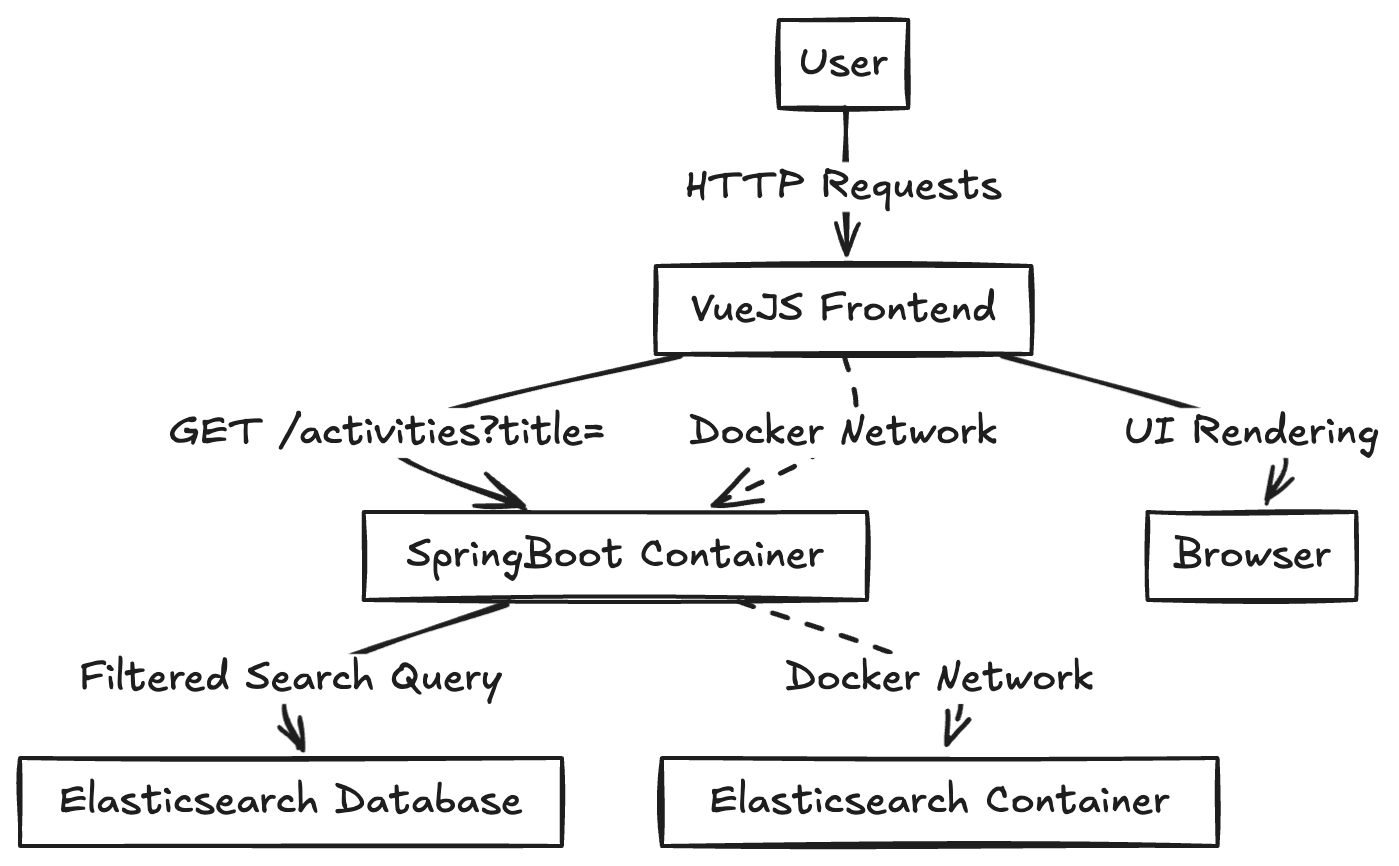 User
HTTP Requests
VueJS Frontend
GET /activities?title=
Docker Network
UI Rendering
SpringBoot Container
Browser
Filtered Search Query
Docker Network
Elasticsearch Database
Elasticsearch Container